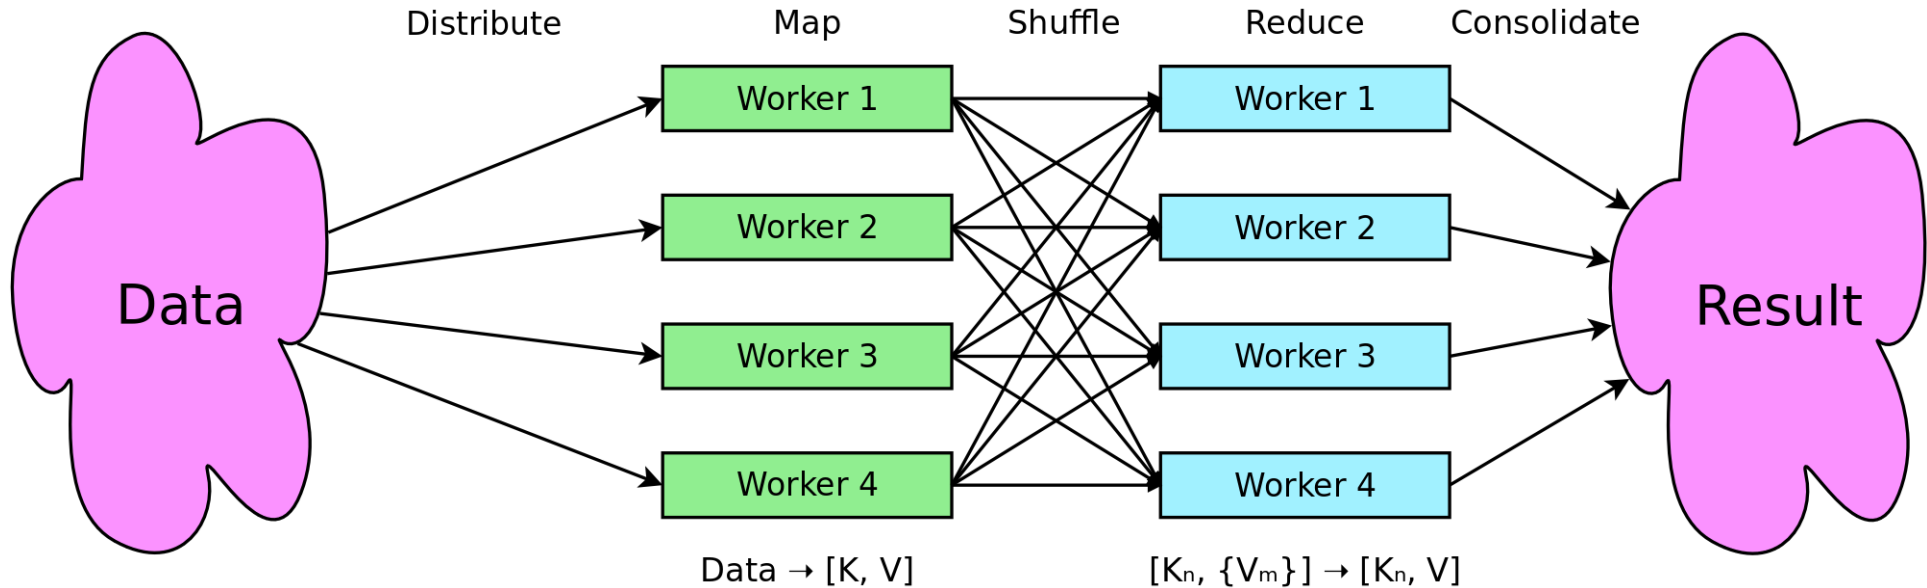 Distribute Map Shuffle Reduce Consolidate
Worker 1 Worker 1
Worker 2 Worker 2
Data Result
Worker 3 Worker 3
Worker 4 Worker 4
Data → [K, V] [Kₙ, {Vₘ}] → [Kₙ, V]